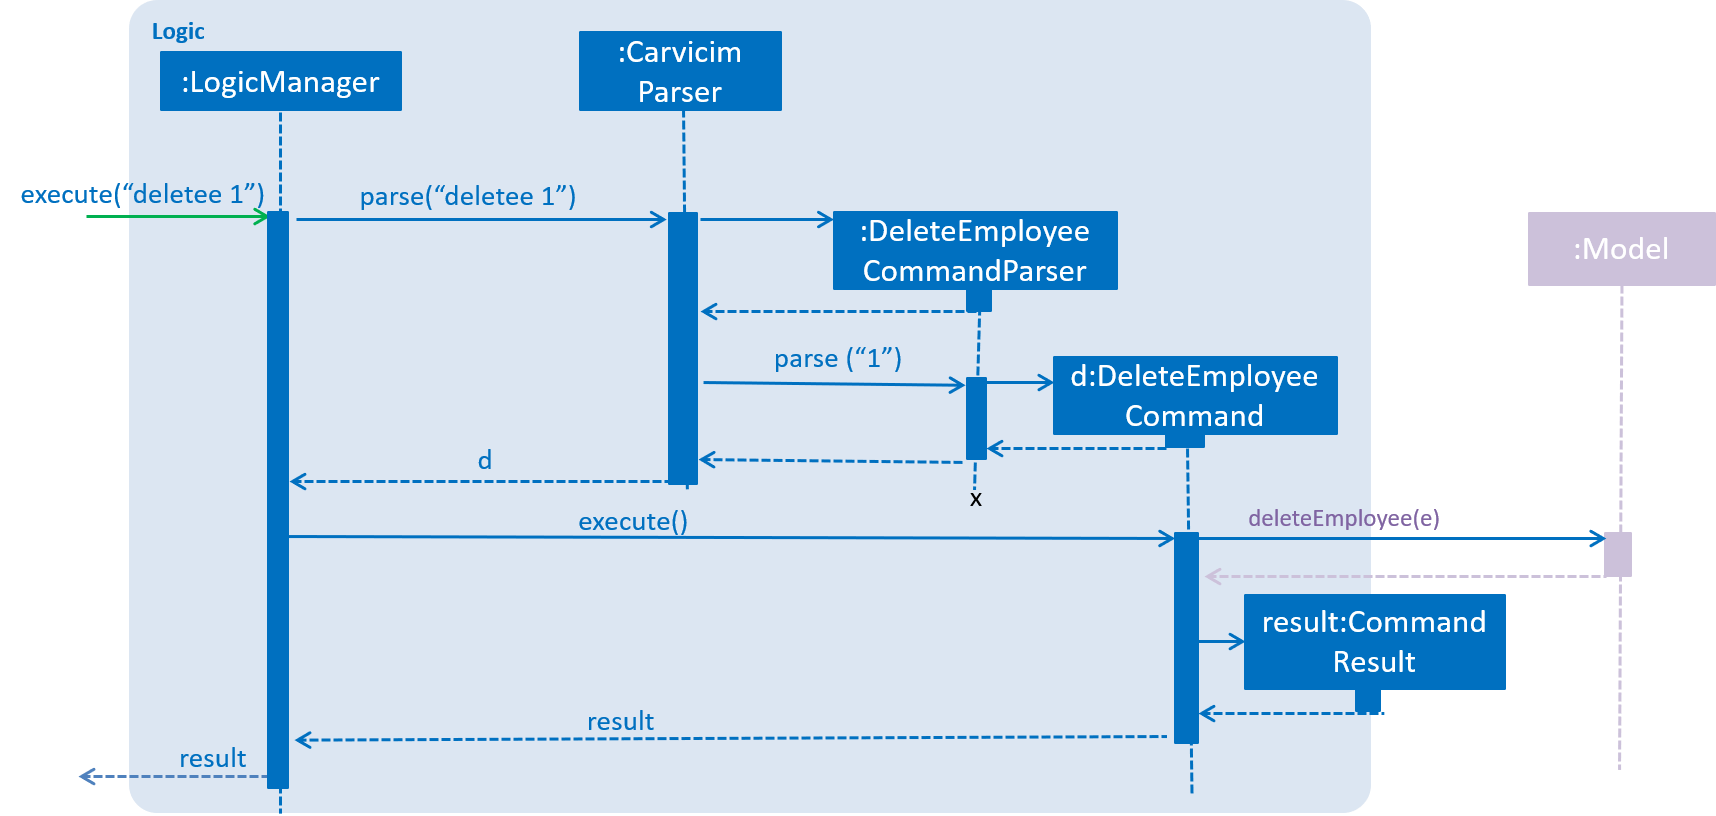 Logic
:LogicManager
:Carvicim
Parser
execute(“deletee 1”)
parse(“deletee 1”)
:DeleteEmployee
CommandParser
:Model
parse (“1”)
d:DeleteEmployee
Command
d
x
execute()
deleteEmployee(e)
result:Command
Result
result
result